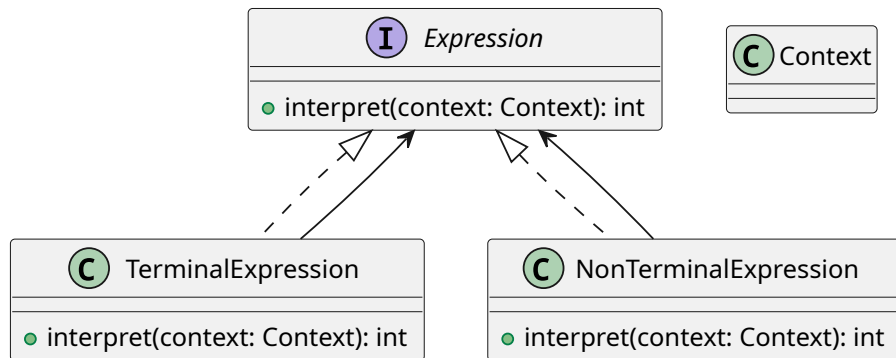 I Expression
+ interpret(context: Context): int
C Context
C TerminalExpression
interpret(context: Context): int
C NonTerminalExpression
interpret(context: Context): int